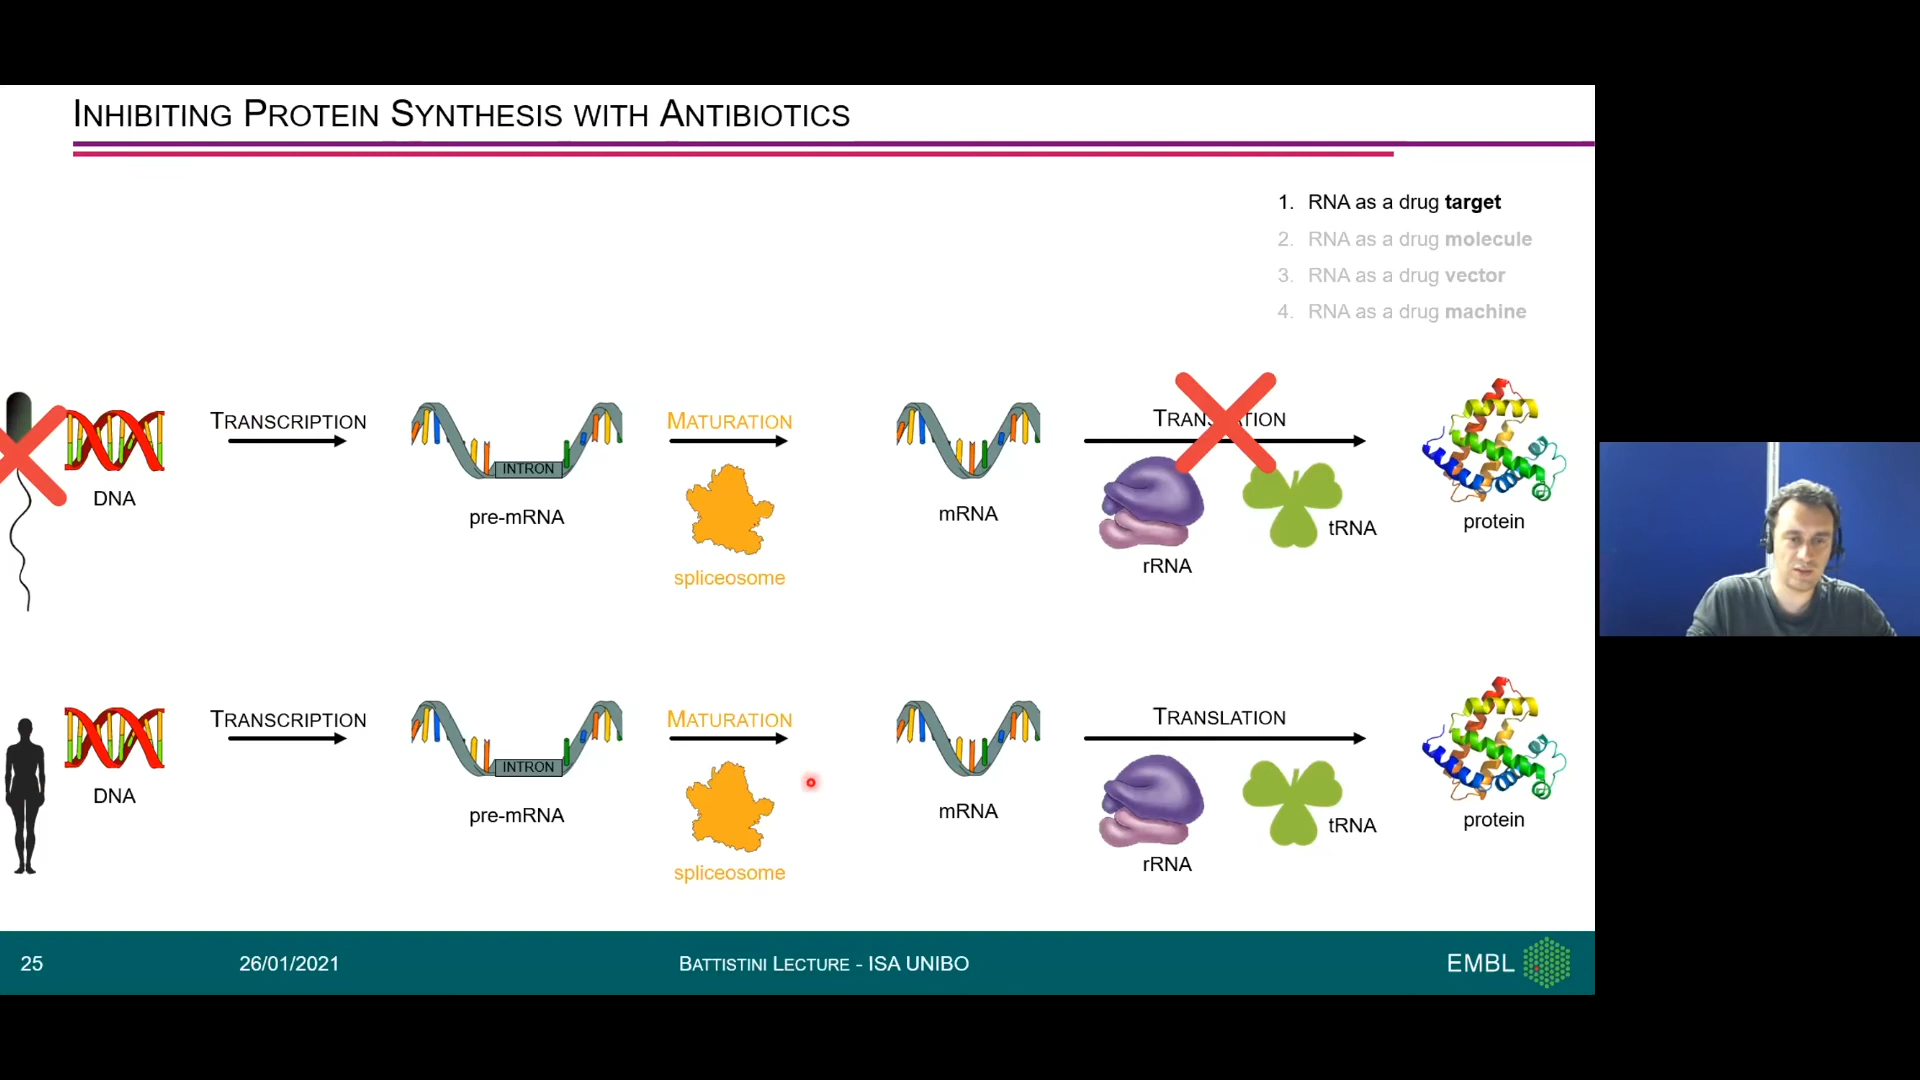 INHIBITING PROTEIN SYNTHESIS WITH ANTIBIOTICS
1. RNA as a drug target
2. RNA as a drug molecule
3. RNA as a drug vector
4. RNA as a drug machine
TRANSCRIPTION
MATURATION
TRANSLATION
INTRON
DNA
pre-mRNA
mRNA
tRNA
protein
rRNA
spliceosome
TRANSCRIPTION
MATURATION
TRANSLATION
INTRON
DNA
pre-mRNA
mRNA
tRNA
protein
rRNA
spliceosome
25
26/01/2021
BATTISTINI LECTURE - ISA UNIBO
EMBL